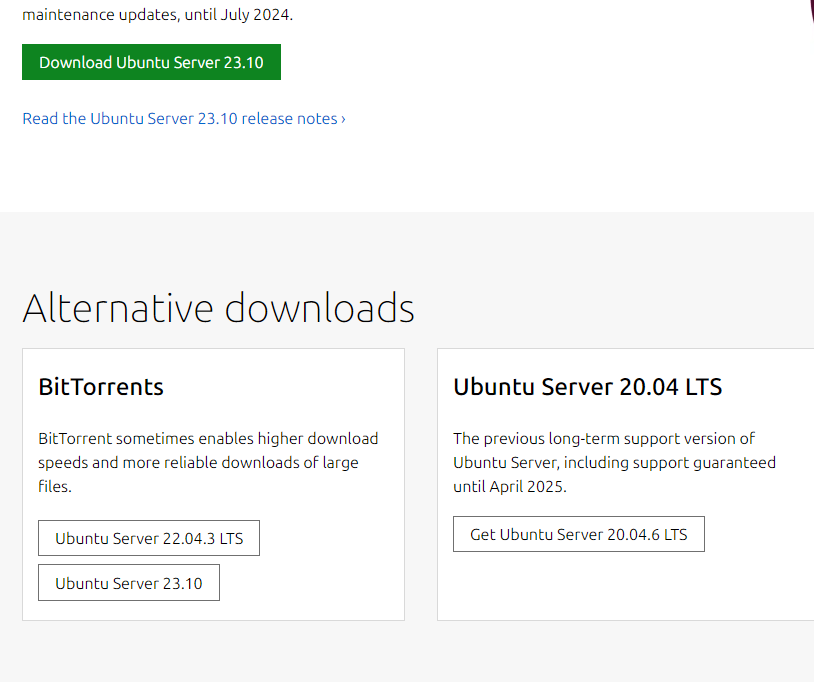 maintenance updates, until July 2024.
Download Ubuntu Server 23.10
Read the Ubuntu Server 23.10 release notes ›
Alternative downloads
BitTorrents
BitTorrent sometimes enables higher download
speeds and more reliable downloads of large
files.
Ubuntu Server 22.04.3 LTS
Ubuntu Server 23.10
Ubuntu Server 20.04 LTS
The previous long-term support version of
Ubuntu Server, including support guaranteed
until April 2025.
Get Ubuntu Server 20.04.6 LTS